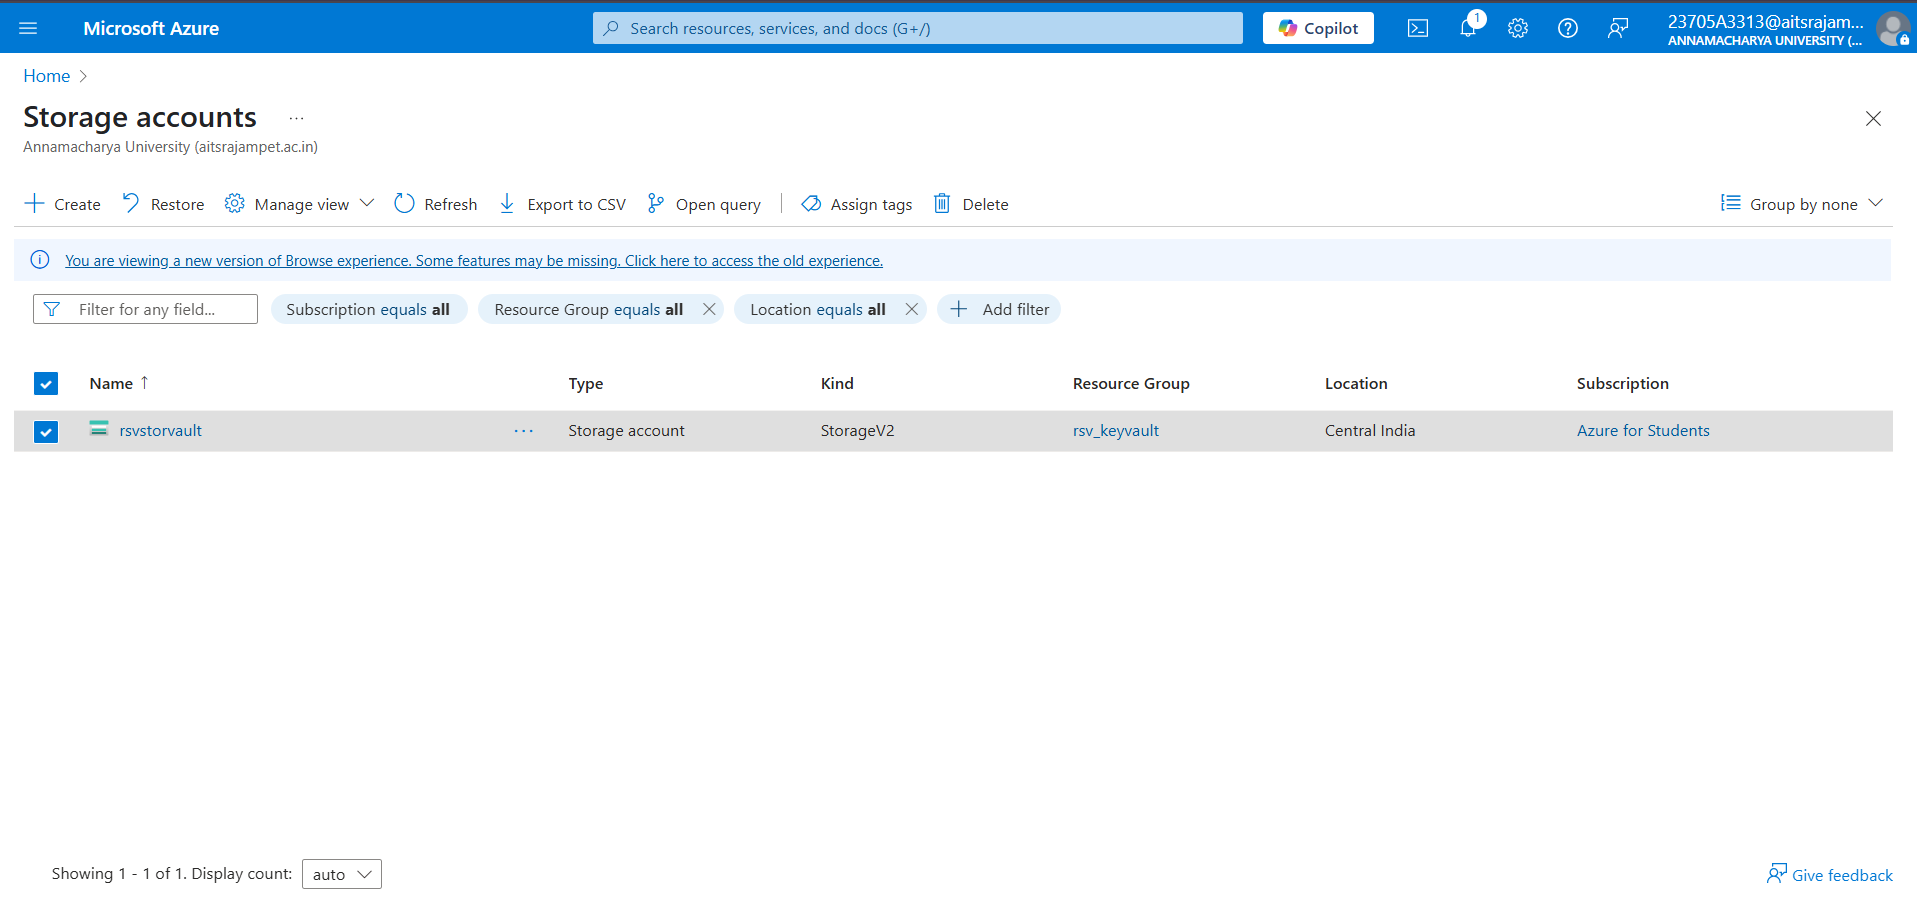 Microsoft Azure
Search resources, services, and docs (G+/)
Copilot
1
23705A3313@aitsrajam...
ANNAMACHARYA UNIVERSITY (...
Home
Storage accounts ...
Annamacharya University (aitsrajampet.ac.in)
Create Restore Manage view Refresh Export to CSV Open query Assign tags Delete Group by none
You are viewing a new version of Browse experience. Some features may be missing. Click here to access the old experience.
Filter for any field... Subscription equals all Resource Group equals all Location equals all Add filter
Name ↑ Type Kind Resource Group Location Subscription
rsvstorvault ... Storage account StorageV2 rsv_keyvault Central India Azure for Students
Showing 1 - 1 of 1. Display count: auto
Give feedback